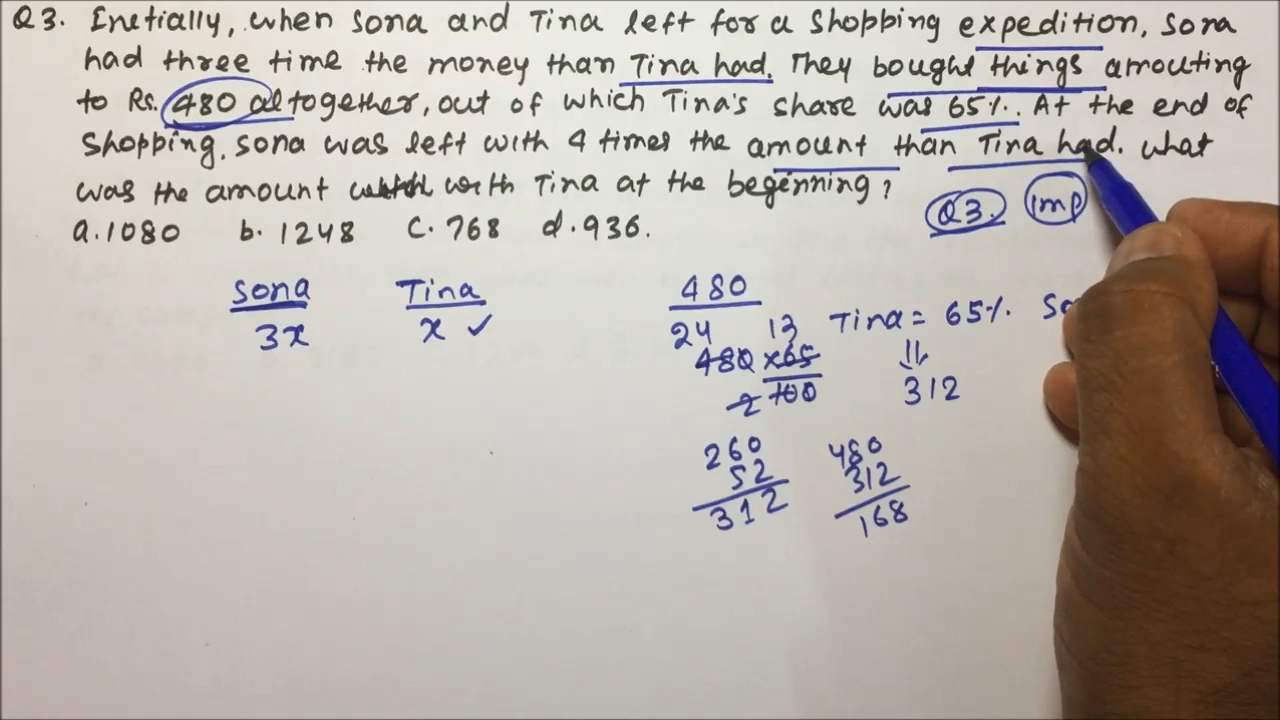 Q3. Initially, when Sona and Tina left for a shopping expedition, Sona
had three time the money than Tina had. They bought things amouting
to Rs. 480 altogether, out of which Tina's share was 65%. At the end of
shopping, Sona was left with 4 times the amount than Tina had. what
was the amount with Tina at the beginning?
Q3. imp
a. 1080 b. 1248 c. 768 d. 936.
Sona Tina
3x x ✓
480
24 13
480 x65
2 100
Tina = 65%
312
260
52
312
480
312
168